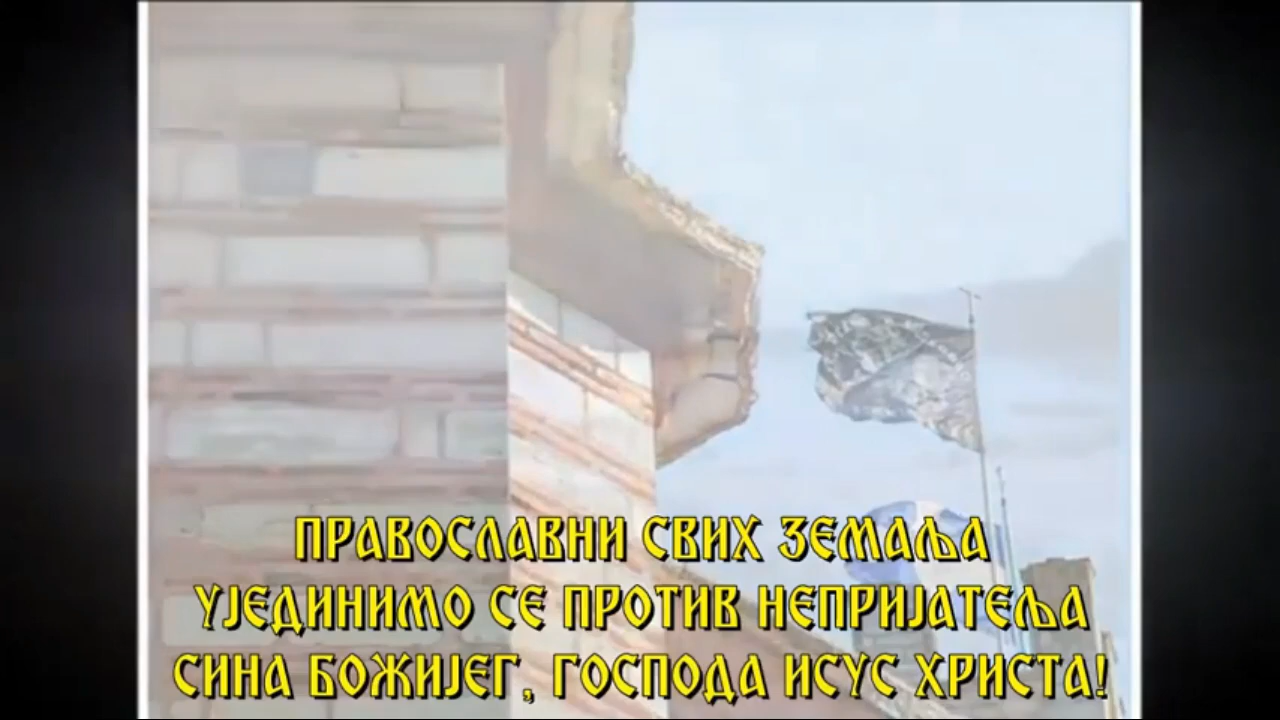 ПРАВОСЛАВНИ СВИХ ЗЕМАЉА
УЈЕДИНИМО СЕ ПРОТИВ НЕПРИЈАТЕЉА
СИНА БОЖИЈЕГ, ГОСПОДА ИСУС ХРИСТА!